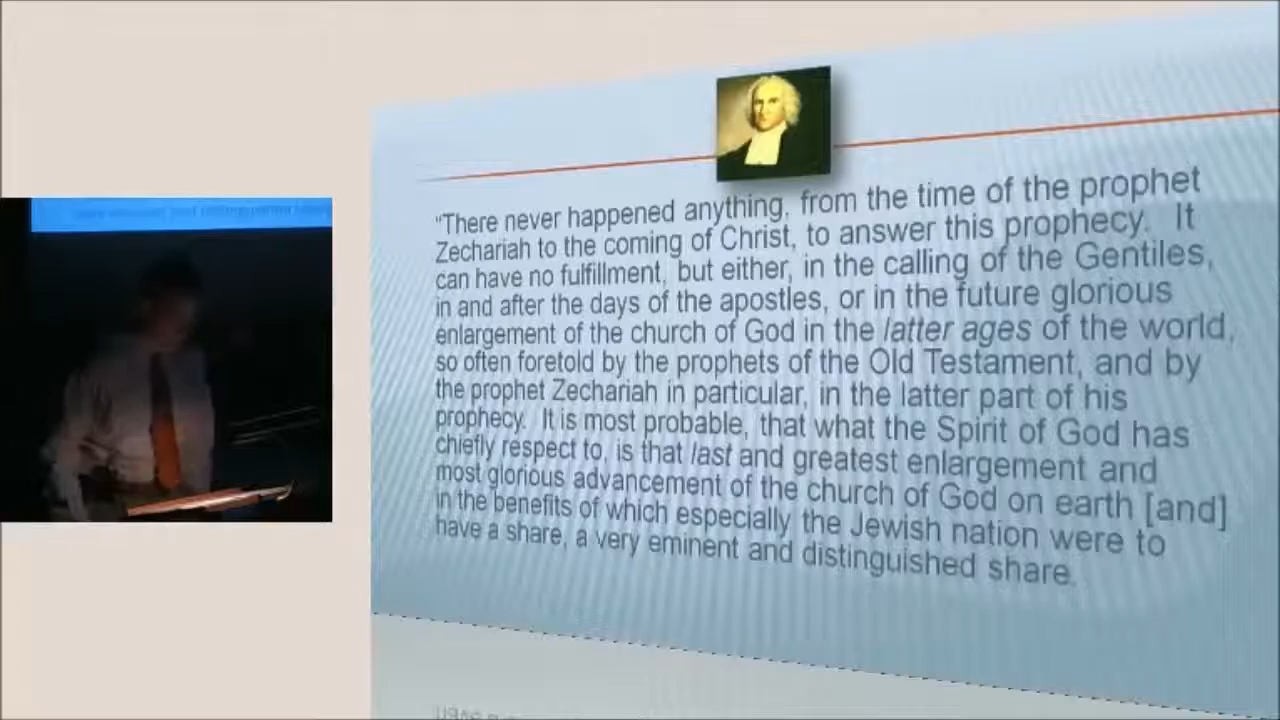 “There never happened anything, from the time of the prophet
Zechariah to the coming of Christ, to answer this prophecy. It
can have no fulfillment, but either, in the calling of the Gentiles,
in and after the days of the apostles, or in the future glorious
enlargement of the church of God in the latter ages of the world,
so often foretold by the prophets of the Old Testament, and by
the prophet Zechariah in particular, in the latter part of his
prophecy. It is most probable, that what the Spirit of God has
chiefly respect to, is that last and greatest enlargement and
most glorious advancement of the church of God on earth [and]
in the benefits of which especially the Jewish nation were to
have a share, a very eminent and distinguished share.